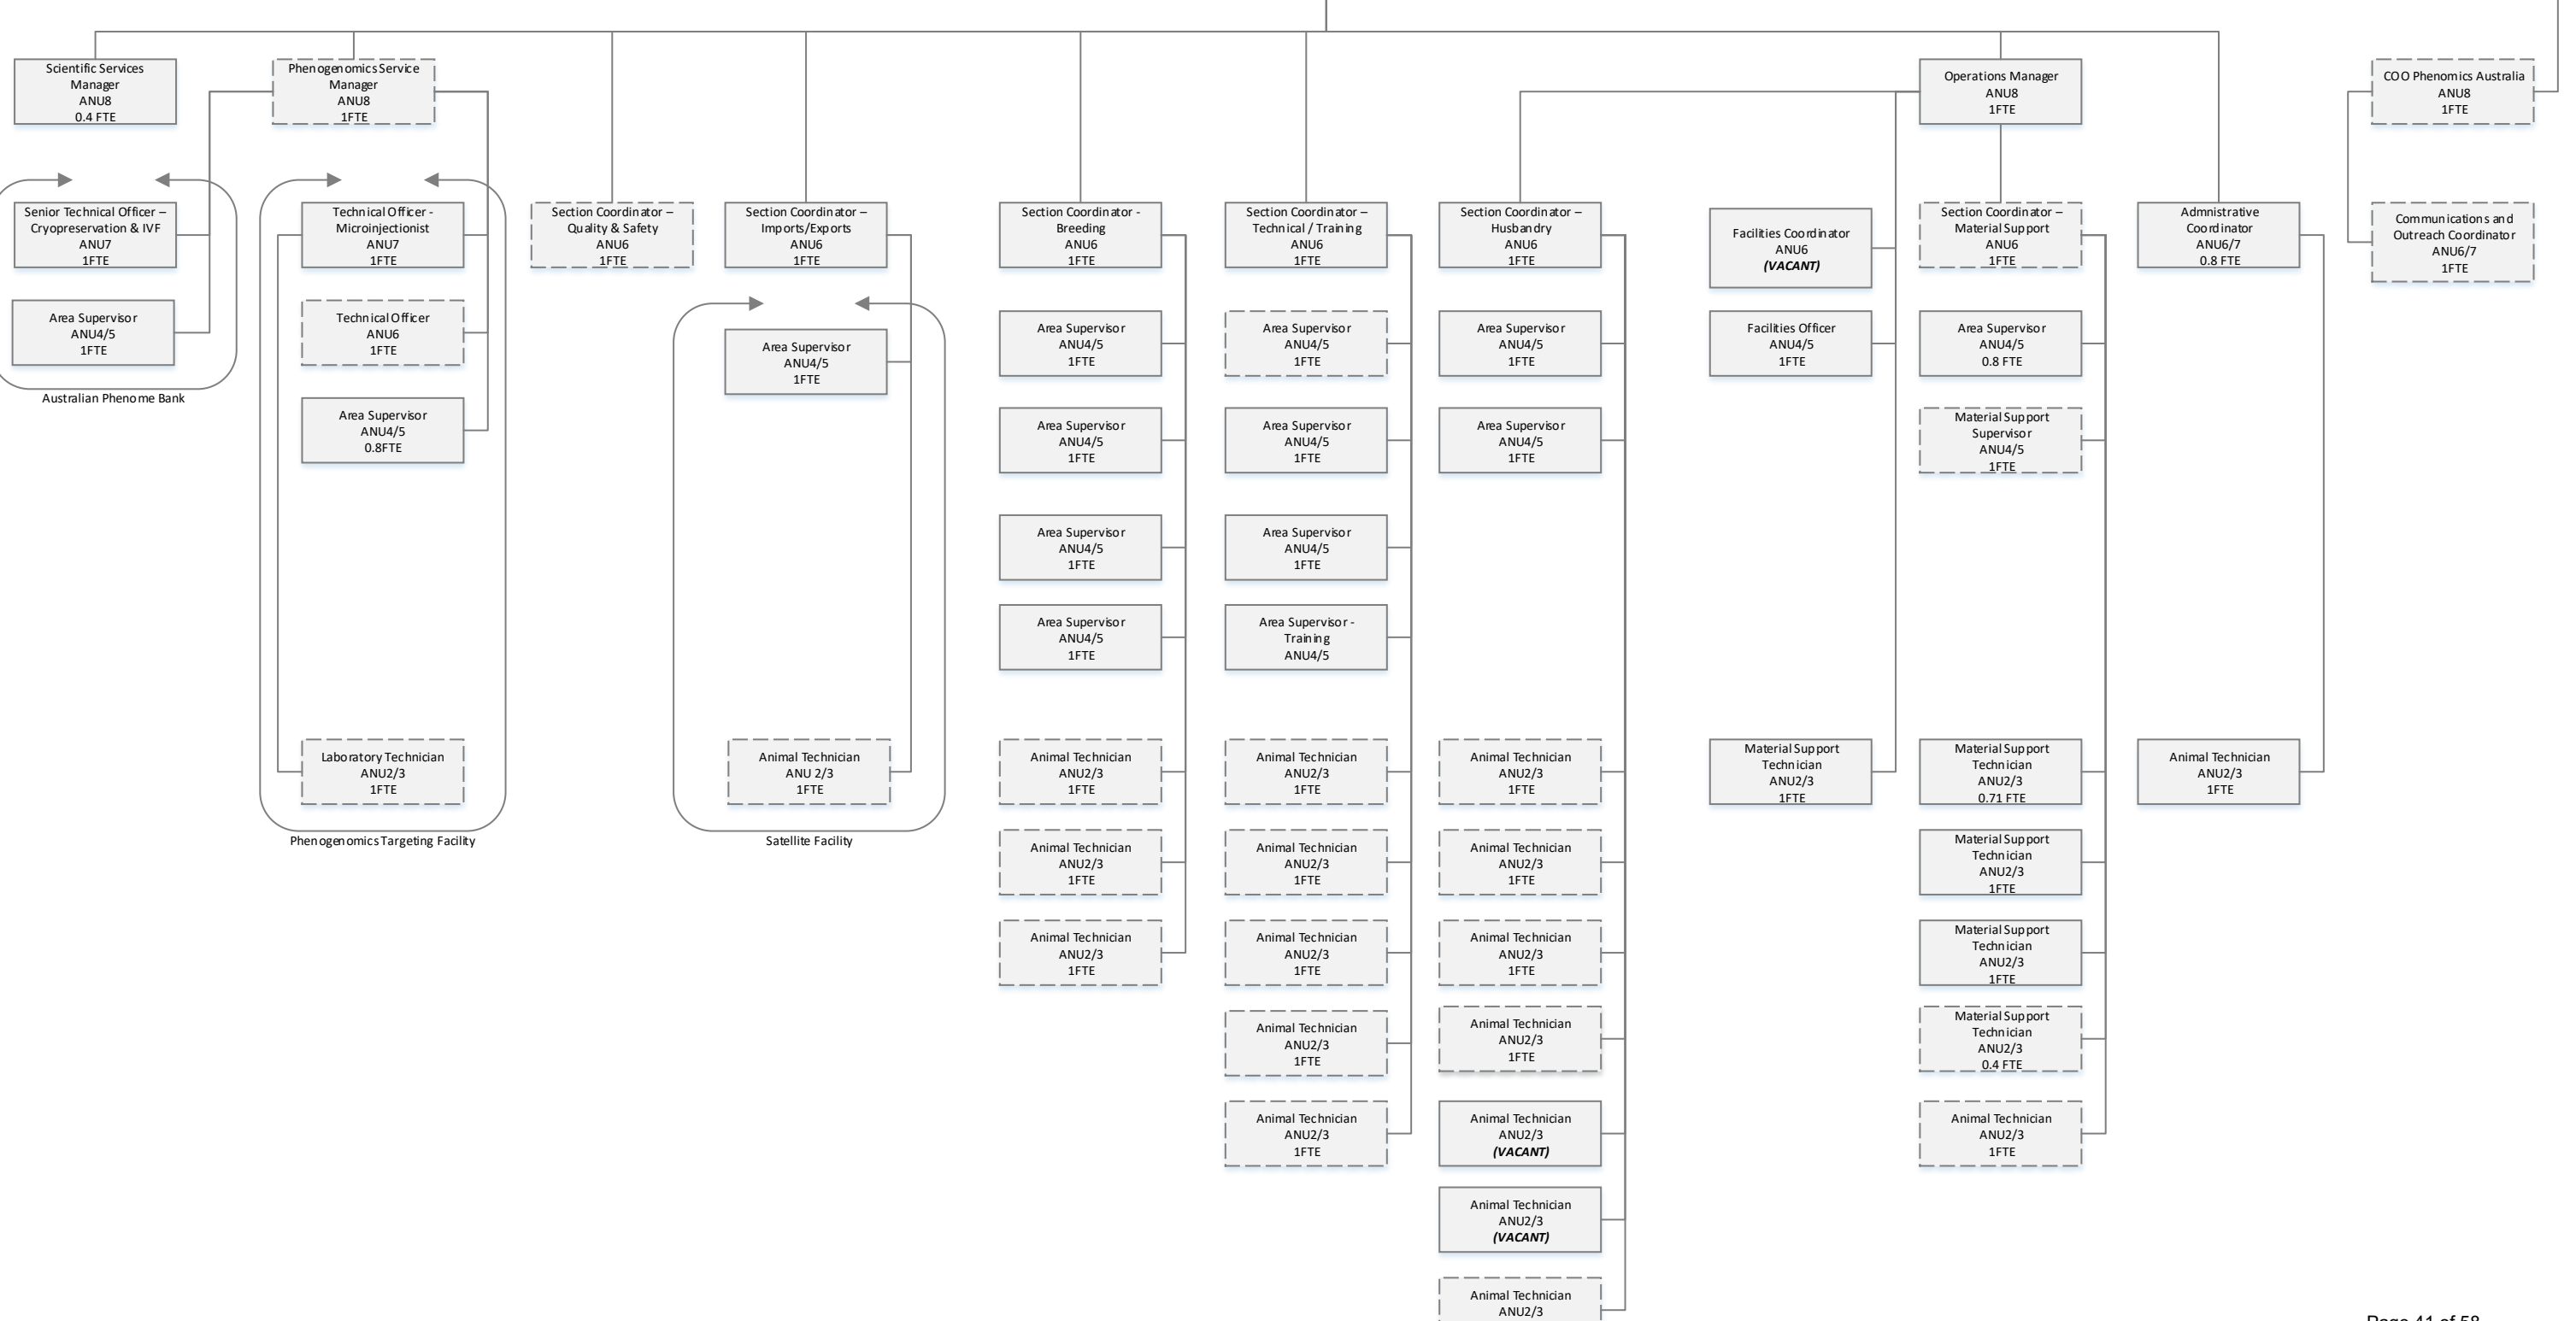 Scientific Services
Manager
ANU8
0.4 FTE
Phenogenomics Service
Manager
ANU8
1FTE
Operations Manager
ANU8
1FTE
COO Phenomics Australia
ANU8
1FTE
Senior Technical Officer –
Cryopreservation & IVF
ANU7
1FTE
Technical Officer -
Microinjectionist
ANU7
1FTE
Section Coordinator –
Quality & Safety
ANU6
1FTE
Section Coordinator –
Imports/Exports
ANU6
1FTE
Section Coordinator -
Breeding
ANU6
1FTE
Section Coordinator –
Technical / Training
ANU6
1FTE
Section Coordinator –
Husbandry
ANU6
1FTE
Facilities Coordinator
ANU6
(VACANT)
Section Coordinator –
Material Support
ANU6
1FTE
Admnistrative
Coordinator
ANU6/7
0.8 FTE
Communications and
Outreach Coordinator
ANU6/7
1FTE
Area Supervisor
ANU4/5
1FTE
Technical Officer
ANU6
1FTE
Area Supervisor
ANU4/5
1FTE
Area Supervisor
ANU4/5
1FTE
Area Supervisor
ANU4/5
1FTE
Area Supervisor
ANU4/5
1FTE
Facilities Officer
ANU4/5
1FTE
Area Supervisor
ANU4/5
0.8 FTE
Australian Phenome Bank
Area Supervisor
ANU4/5
0.8FTE
Area Supervisor
ANU4/5
1FTE
Area Supervisor
ANU4/5
1FTE
Area Supervisor
ANU4/5
1FTE
Material Support
Supervisor
ANU4/5
1FTE
Area Supervisor
ANU4/5
1FTE
Area Supervisor
ANU4/5
1FTE
Area Supervisor
ANU4/5
1FTE
Area Supervisor -
Training
ANU4/5
Laboratory Technician
ANU2/3
1FTE
Animal Technician
ANU 2/3
1FTE
Animal Technician
ANU2/3
1FTE
Animal Technician
ANU2/3
1FTE
Animal Technician
ANU2/3
1FTE
Material Support
Technician
ANU2/3
1FTE
Material Support
Technician
ANU2/3
0.71 FTE
Animal Technician
ANU2/3
1FTE
Phenogenomics Targeting Facility
Satellite Facility
Animal Technician
ANU2/3
1FTE
Animal Technician
ANU2/3
1FTE
Animal Technician
ANU2/3
1FTE
Material Support
Technician
ANU2/3
1FTE
Animal Technician
ANU2/3
1FTE
Animal Technician
ANU2/3
1FTE
Animal Technician
ANU2/3
1FTE
Material Support
Technician
ANU2/3
1FTE
Animal Technician
ANU2/3
1FTE
Animal Technician
ANU2/3
1FTE
Material Support
Technician
ANU2/3
0.4 FTE
Animal Technician
ANU2/3
1FTE
Animal Technician
ANU2/3
(VACANT)
Animal Technician
ANU2/3
1FTE
Animal Technician
ANU2/3
(VACANT)
Animal Technician
ANU2/3
Page 41 of 58